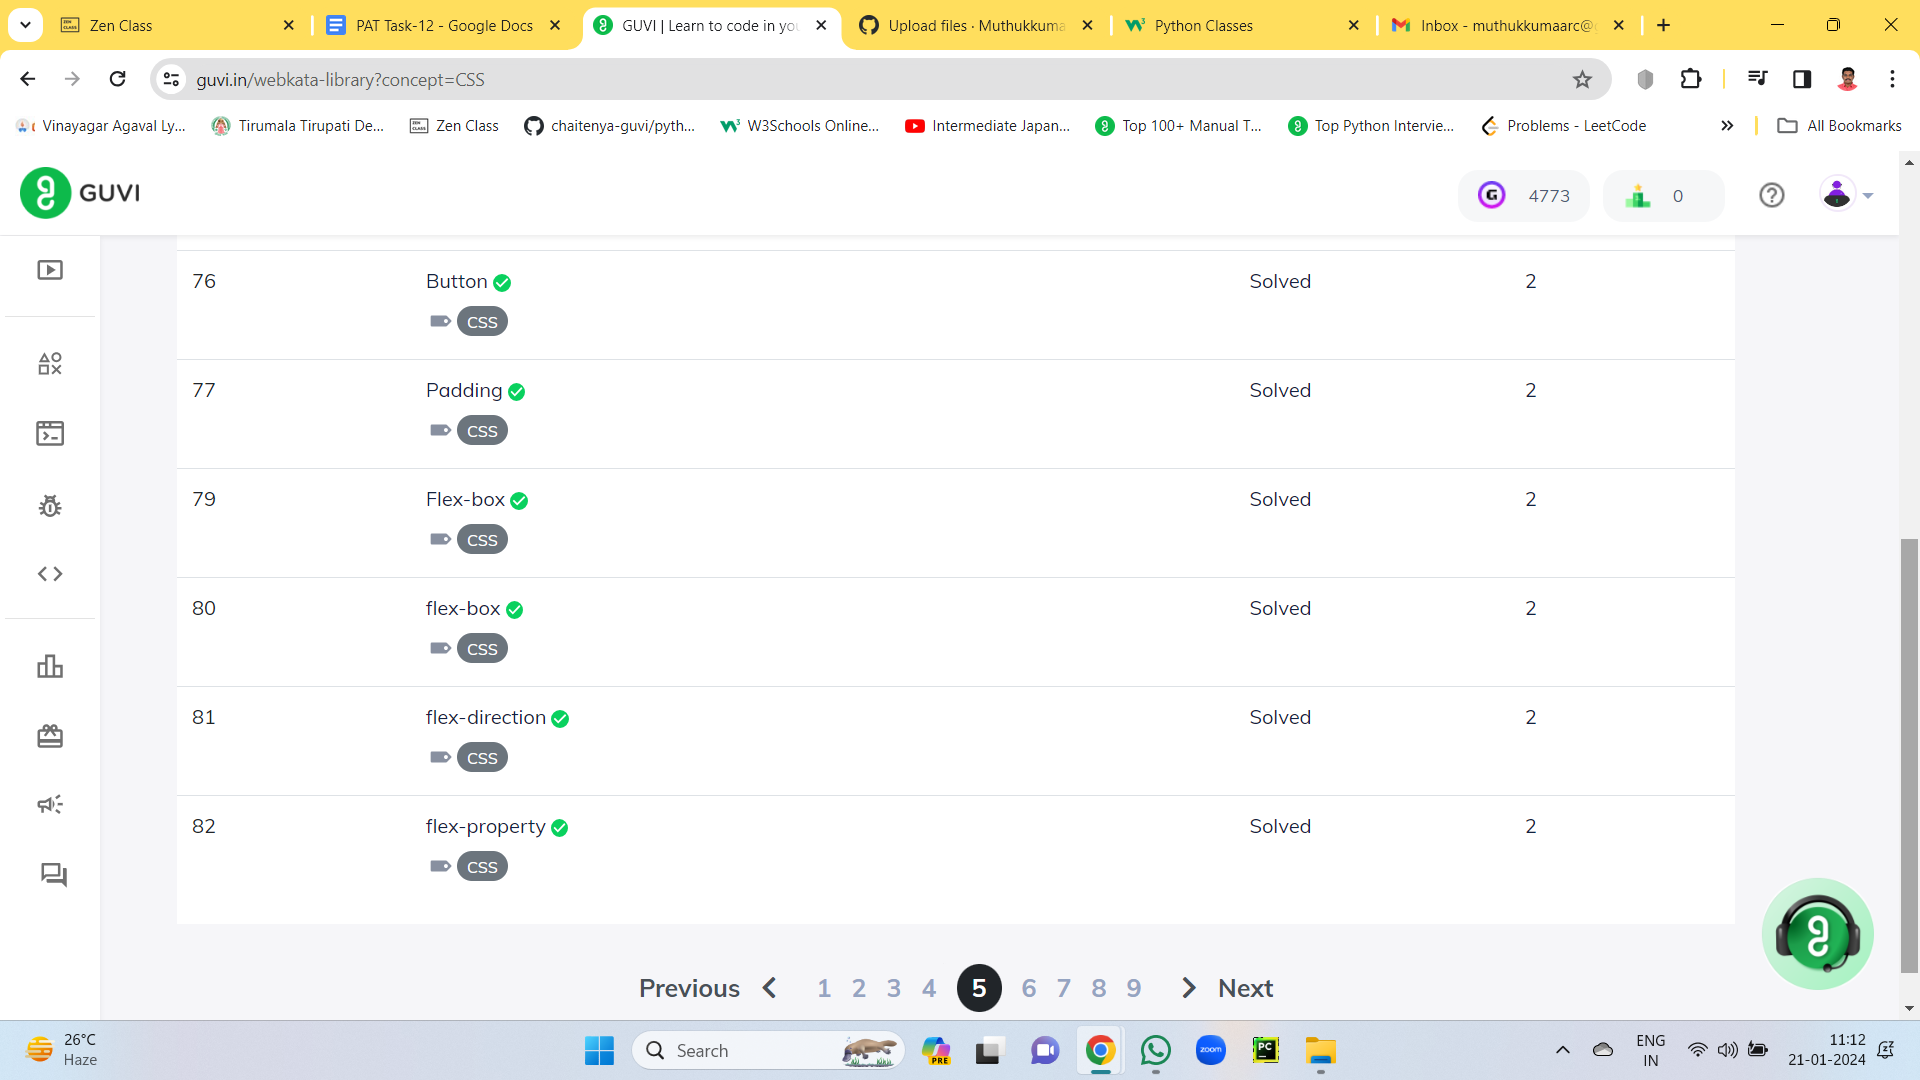 Zen Class
PAT Task-12 - Google Docs
GUVI | Learn to code in you
Upload files · Muthukkuma
Python Classes
Inbox - muthukkumaarc@
guvi.in/webkata-library?concept=CSS
Vinayagar Agaval Ly...
Tirumala Tirupati De...
Zen Class
chaitenya-guvi/pyth...
W3Schools Online...
Intermediate Japan...
Top 100+ Manual T...
Top Python Intervie...
Problems - LeetCode
All Bookmarks
GUVI
4773
0
76 Button Solved 2
CSS
77 Padding Solved 2
CSS
79 Flex-box Solved 2
CSS
80 flex-box Solved 2
CSS
81 flex-direction Solved 2
CSS
82 flex-property Solved 2
CSS
Previous 1 2 3 4 5 6 7 8 9 Next
26°C
Haze
Search
PRE
zoom
PC
ENG
IN
11:12
21-01-2024